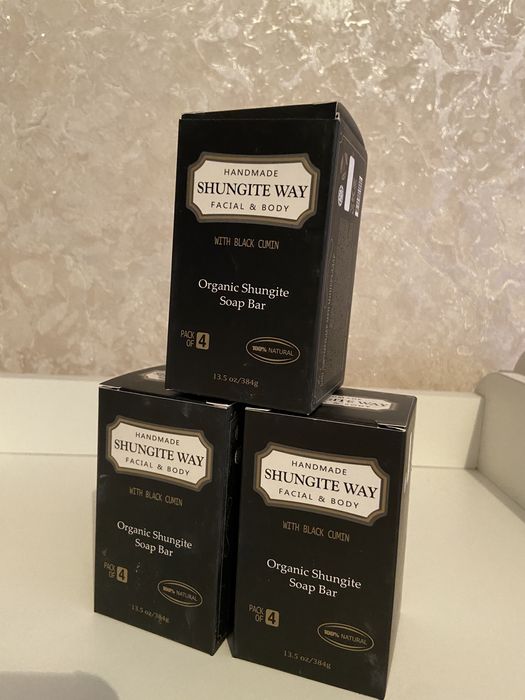 HANDMADE
SHUNGITE WAY
FACIAL & BODY
WITH BLACK CUMIN
Organic Shungite
Soap Bar
PACK
OF 4
100% NATURAL
13.5 oz/384g
HANDMADE
SHUNGITE WAY
FACIAL & BODY
WITH BLACK CUMIN
Organic Shungite
Soap Bar
PACK
OF 4
100% NATURAL
13.5 oz/384g
HANDMADE
SHUNGITE WAY
FACIAL & BODY
WITH BLACK CUMIN
Organic Shungite
Soap Bar
PACK
OF 4
100% NATURAL
13.5 oz/384g